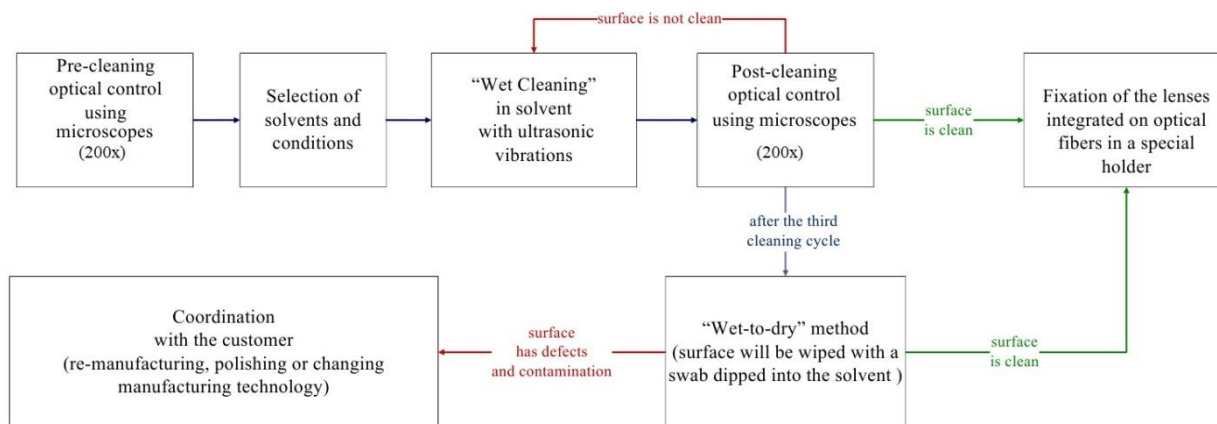 surface is not clean
Pre-cleaning
optical control
using
microscopes
(200x)
Selection of
solvents and
conditions
“Wet Cleaning”
in solvent
with ultrasonic
vibrations
Post-cleaning
optical control
using microscopes
(200x)
surface
is clean
Fixation of the lenses
integrated on optical
fibers in a special
holder
after the third
cleaning cycle
Coordination
with the customer
(re-manufacturing, polishing or changing
manufacturing technology)
surface
has defects
and contamination
“Wet-to-dry” method
(surface will be wiped with a
swab dipped into the solvent )
surface
is clean